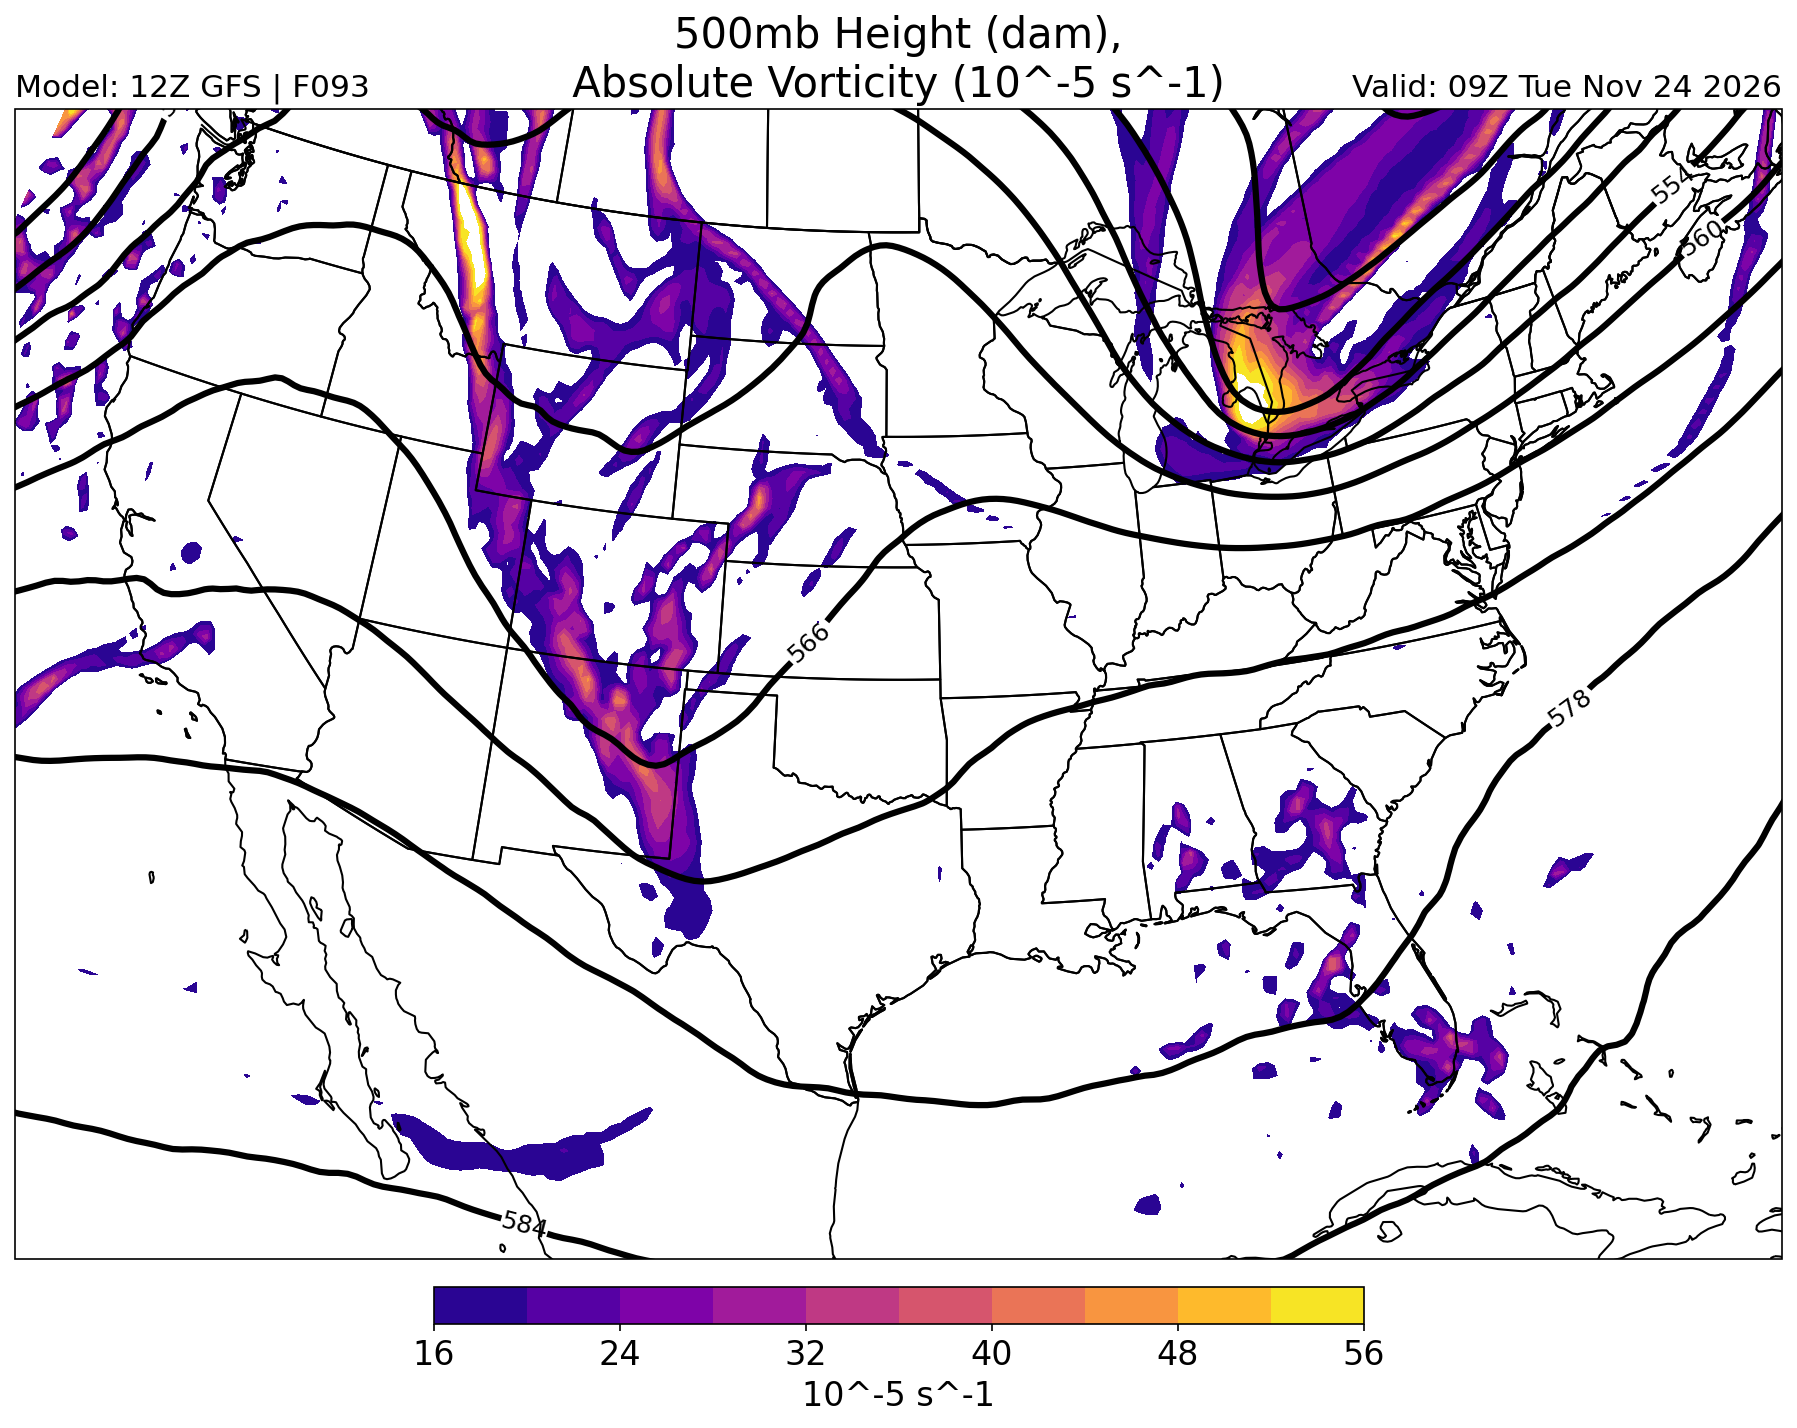 500mb Height (dam),
Absolute Vorticity (10^-5 s^-1)
Model: 12Z GFS | F093
Valid: 09Z Tue Nov 24 2026
554
560
566
578
584
16 24 32 40 48 56
10^-5 s^-1